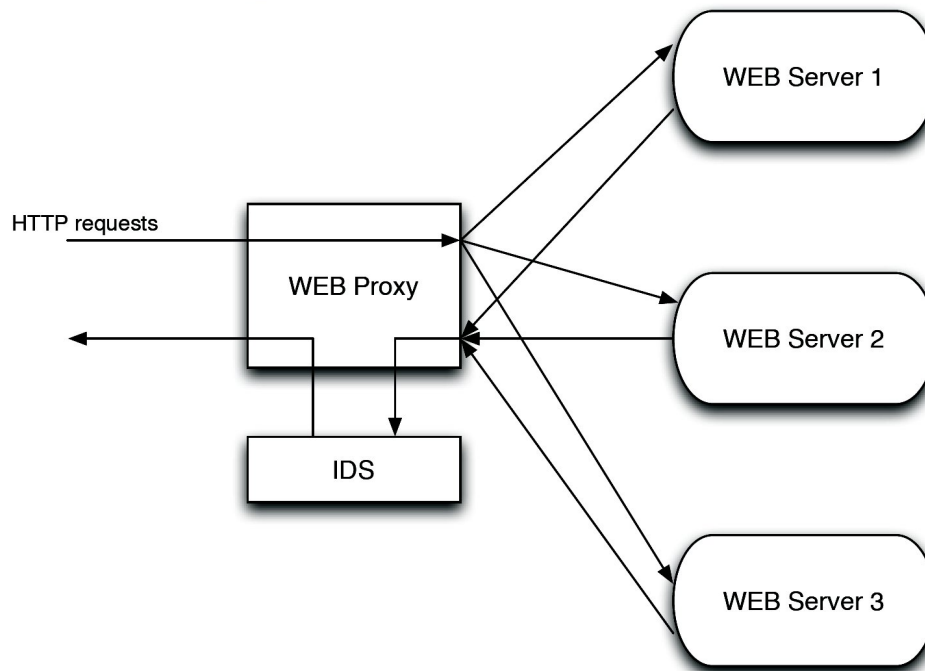 WEB Server 1
HTTP requests
WEB Proxy
WEB Server 2
IDS
WEB Server 3